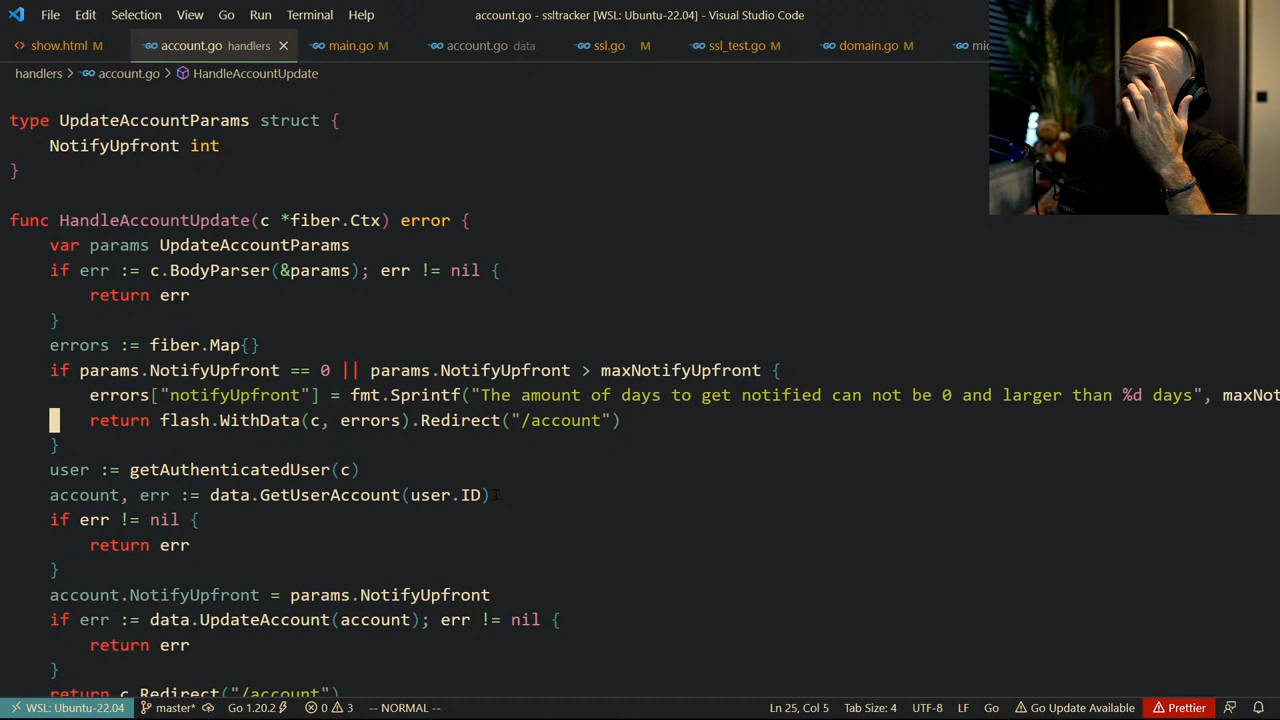 File Edit Selection View Go Run Terminal Help account.go - ssltracker [WSL: Ubuntu-22.04] - Visual Studio Code
show.html M account.go handlers main.go M account.go data ssl.go M ssl_test.go M domain.go M
handlers > account.go > HandleAccountUpdate
type UpdateAccountParams struct {
NotifyUpfront int
}
func HandleAccountUpdate(c *fiber.Ctx) error {
var params UpdateAccountParams
if err := c.BodyParser(&params); err != nil {
return err
}
errors := fiber.Map{}
if params.NotifyUpfront == 0 || params.NotifyUpfront > maxNotifyUpfront {
errors["notifyUpfront"] = fmt.Sprintf("The amount of days to get notified can not be 0 and larger than %d days", maxNot
return flash.WithData(c, errors).Redirect("/account")
}
user := getAuthenticatedUser(c)
account, err := data.GetUserAccount(user.ID)
if err != nil {
return err
}
account.NotifyUpfront = params.NotifyUpfront
if err := data.UpdateAccount(account); err != nil {
return err
}
return c.Redirect("/account")
WSL: Ubuntu-22.04 master* Go 1.20.2 0 3 -- NORMAL -- Ln 25, Col 5 Tab Size: 4 UTF-8 LF Go Go Update Available Prettier